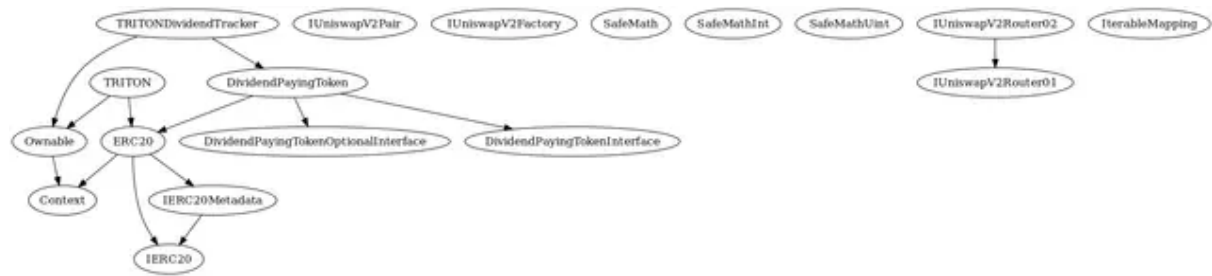 TRITONDividendTracker IUniswapV2Pair IUniswapV2Factory SafeMath SafeMathInt SafeMathUint IUniswapV2Router02 IterableMapping
TRITON DividendPayingToken IUniswapV2Router01
Ownable ERC20 DividendPayingTokenOptionalInterface DividendPayingTokenInterface
Context IERC20Metadata
IERC20